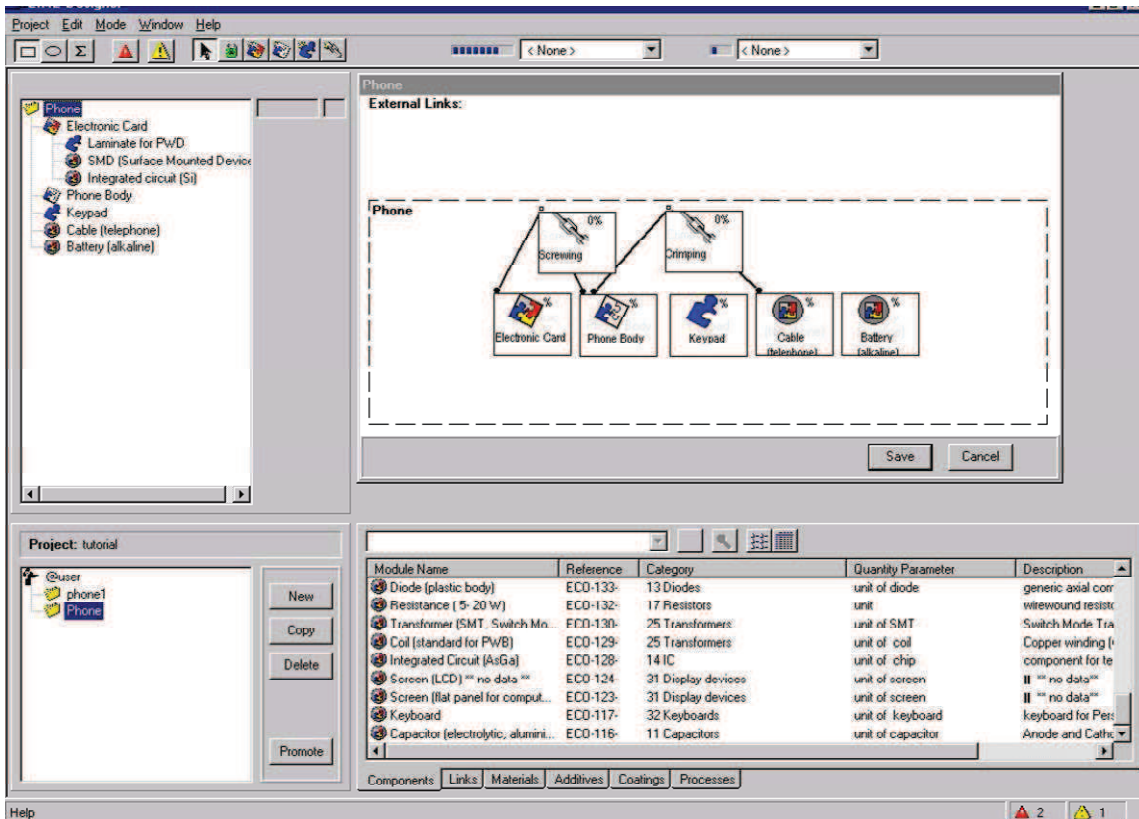 Project Edit Mode Window Help
Σ < None > < None >
Phone
Electronic Card
Laminate for PWD
SMD (Surface Mounted Device
Integrated circuit (Si)
Phone Body
Keypad
Cable (telephone)
Battery (alkaline)
Phone
External Links:
Phone
0% 0%
Screwing Crimping
% % % % %
Electronic Card Phone Body Keypad Cable (telephone) Battery (alkaline)
Save Cancel
Project: tutorial
@user
phone1
Phone
New
Copy
Delete
Promote
Module Name Reference Category Quantity Parameter Description
Diode (plastic body) ECO-133- 13 Diodes unit of diode generic axial com
Resistance ( 5- 20 W) ECO-132- 17 Resistors unit wirewound resisto
Transformer (SMT, Switch Mo... ECO-130- 25 Transformers unit of SMT Switch Mode Tra
Coil (standard for PWB) ECO-129- 25 Transformers unit of coil Copper winding (
Integrated Circuit (AsGa) ECO-128- 14 IC unit of chip component for te
Screen (LCD) ** no data ** ECO-124- 31 Display devices unit of screen || ** no data**
Screen (flat panel for comput... ECO-123- 31 Display devices unit of screen || ** no data**
Keyboard ECO-117- 32 Keyboards unit of keyboard keyboard for Pers
Capacitor (electrolytic, alumini... ECO-116- 11 Capacitors unit of capacitor Anode and Catho
Components Links Materials Additives Coatings Processes
Help 2 1